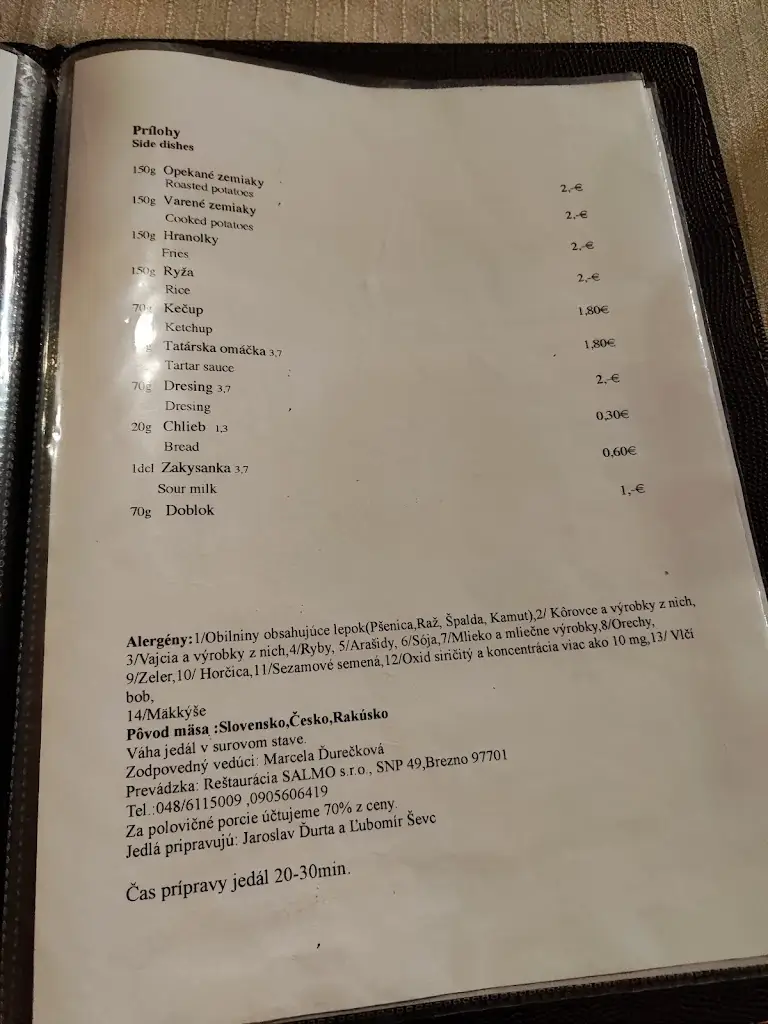 Prílohy
Side dishes
150g Opekané zemiaky 2,-€
Roasted potatoes
150g Varené zemiaky 2,-€
Cooked potatoes
150g Hranolky 2,-€
Fries
150g Ryža 2,-€
Rice
70g Kečup 1,80€
Ketchup
g Tatárska omáčka 3,7 1,80€
Tartar sauce
70g Dresing 3,7 2,-€
Dresing
20g Chlieb 1,3 0,30€
Bread
1dcl Zakysanka 3,7 0,60€
Sour milk
70g Doblok 1,-€
Alergény:1/Obilniny obsahujúce lepok(Pšenica,Raž, Špalda, Kamut),2/ Kôrovce a výrobky z nich,
3/Vajcia a výrobky z nich,4/Ryby, 5/Arašidy, 6/Sója,7/Mlieko a mliečne výrobky,8/Orechy,
9/Zeler,10/ Horčica,11/Sezamové semená,12/Oxid siričitý a koncentrácia viac ako 10 mg,13/ Vlčí
bob,
14/Mäkkýše
Pôvod mäsa :Slovensko,Česko,Rakúsko
Váha jedál v surovom stave.
Zodpovedný vedúci: Marcela Ďurečková
Prevádzka: Reštaurácia SALMO s.r.o., SNP 49,Brezno 97701
Tel.:048/6115009 ,0905606419
Za polovičné porcie účtujeme 70% z ceny.
Jedlá pripravujú: Jaroslav Ďurta a Ľubomír Ševc
Čas prípravy jedál 20-30min.